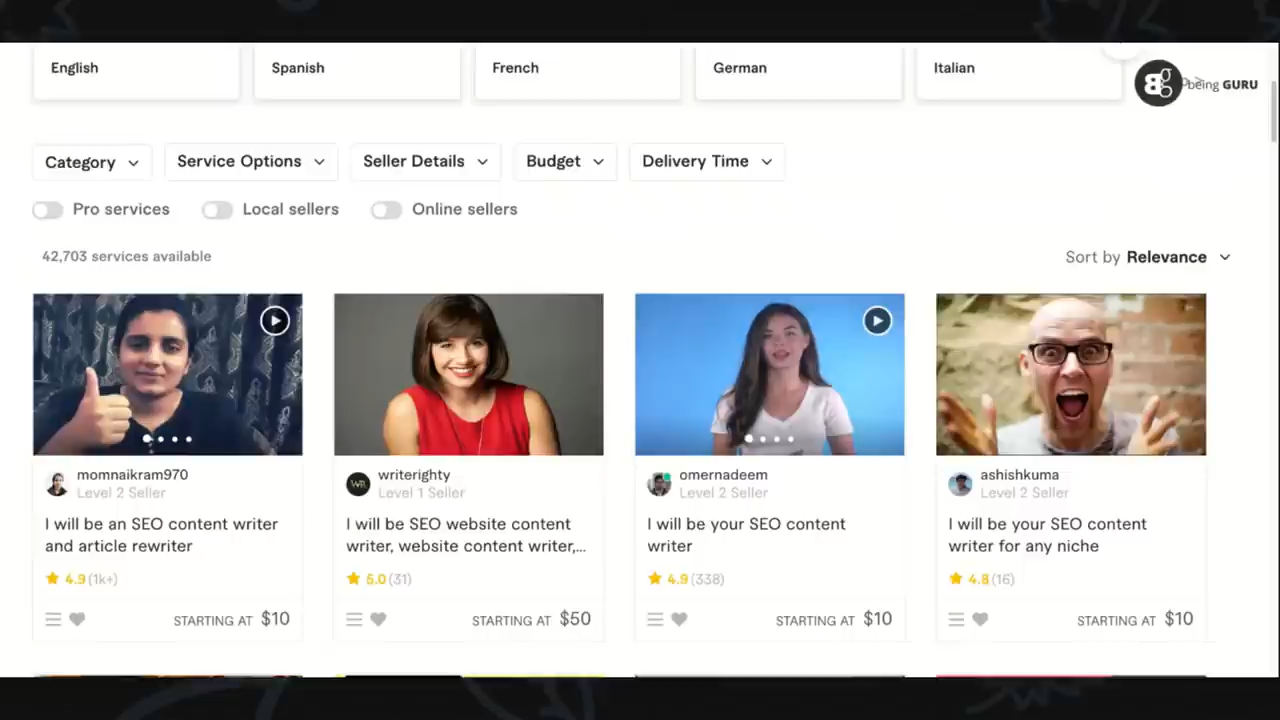 English
Spanish
French
German
Italian
being GURU
Category
Service Options
Seller Details
Budget
Delivery Time
Pro services
Local sellers
Online sellers
42,703 services available
Sort by Relevance
momnaikram970
Level 2 Seller
I will be an SEO content writer
and article rewriter
4.9 (1k+)
STARTING AT $10
writerighty
Level 1 Seller
I will be SEO website content
writer, website content writer,...
5.0 (31)
STARTING AT $50
omernadeem
Level 2 Seller
I will be your SEO content
writer
4.9 (338)
STARTING AT $10
ashishkuma
Level 2 Seller
I will be your SEO content
writer for any niche
4.8 (16)
STARTING AT $10